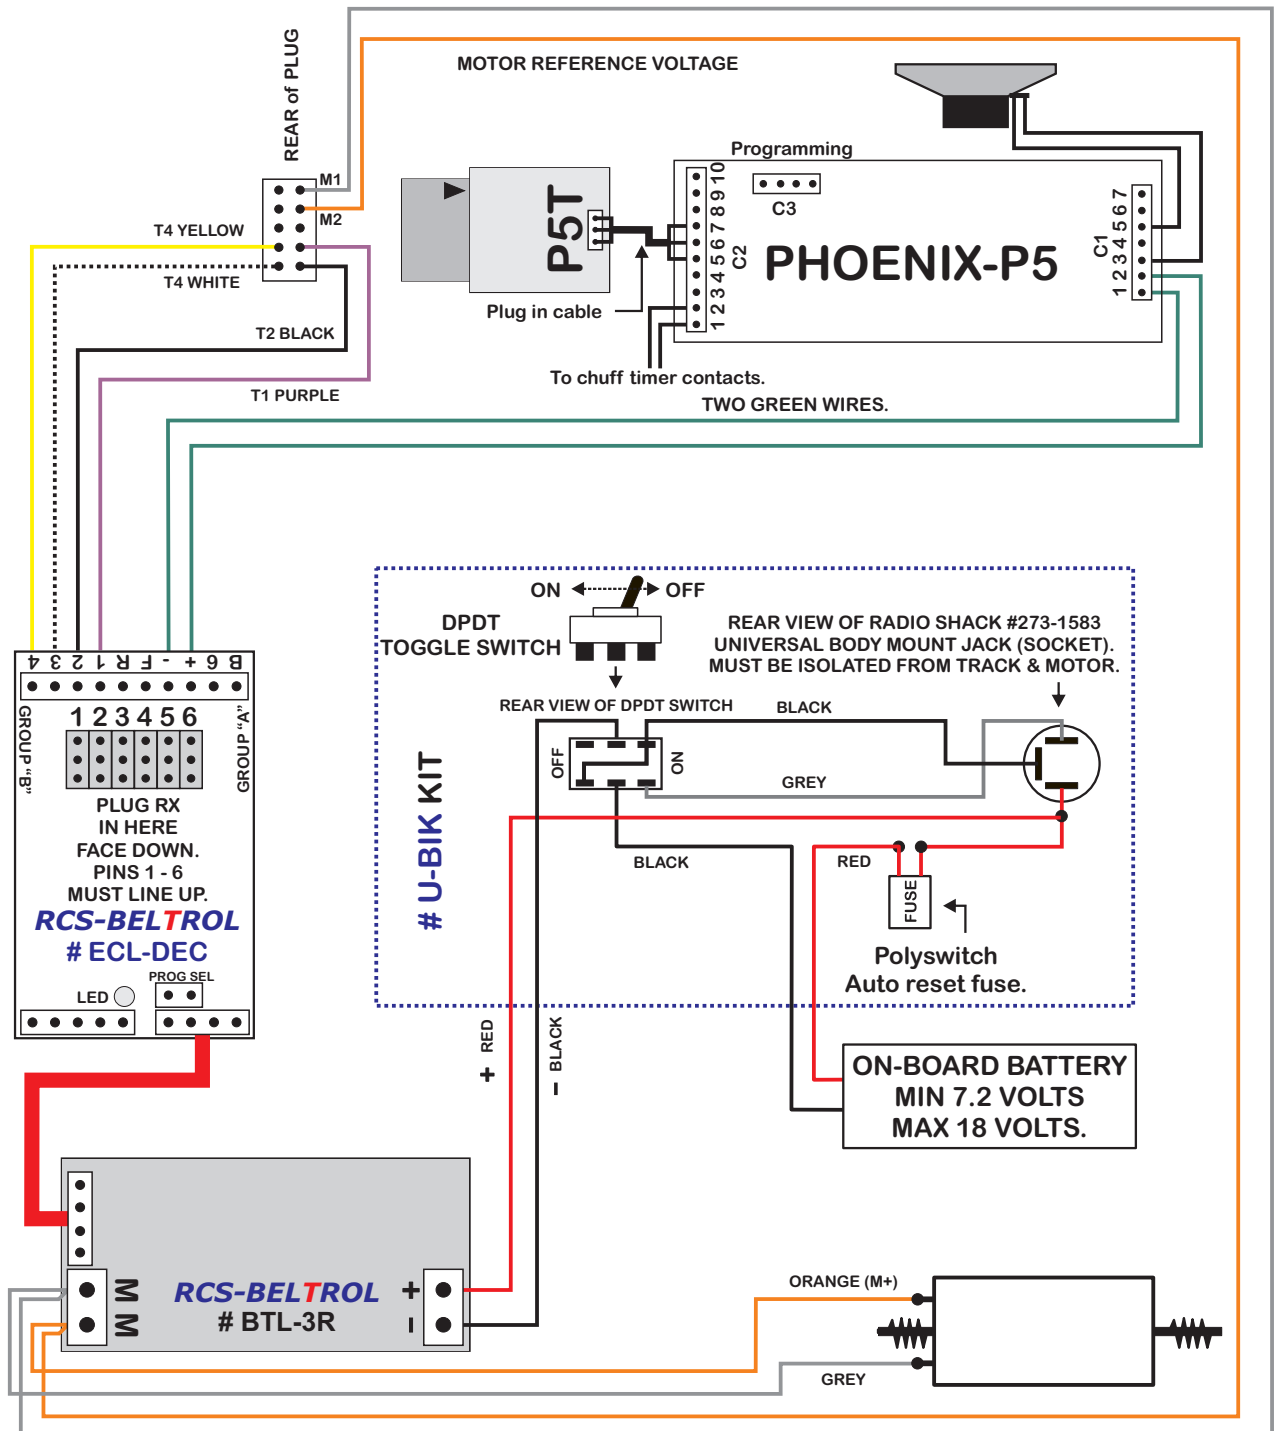 MOTOR REFERENCE VOLTAGE
REAR of PLUG
M1
M2
T4 YELLOW
T4 WHITE
T2 BLACK
T1 PURPLE
P5T
Plug in cable
Programming
C3
1 2 3 4 5 6 7 8 9 10
C2
PHOENIX-P5
C1
1 2 3 4 5 6 7
To chuff timer contacts.
TWO GREEN WIRES.
4 3 2 1 R F - + 6 B
GROUP "B"
GROUP "A"
1 2 3 4 5 6
PLUG RX
IN HERE
FACE DOWN.
PINS 1 - 6
MUST LINE UP.
RCS-BELTROL
# ECL-DEC
PROG SEL
LED
ON
OFF
DPDT
TOGGLE SWITCH
REAR VIEW OF RADIO SHACK #273-1583
UNIVERSAL BODY MOUNT JACK (SOCKET).
MUST BE ISOLATED FROM TRACK & MOTOR.
REAR VIEW OF DPDT SWITCH
BLACK
OFF
ON
GREY
# U-BIK KIT
BLACK
RED
FUSE
Polyswitch
Auto reset fuse.
+ RED
– BLACK
ON-BOARD BATTERY
MIN 7.2 VOLTS
MAX 18 VOLTS.
M M
RCS-BELTROL
# BTL-3R
+
–
ORANGE (M+)
GREY